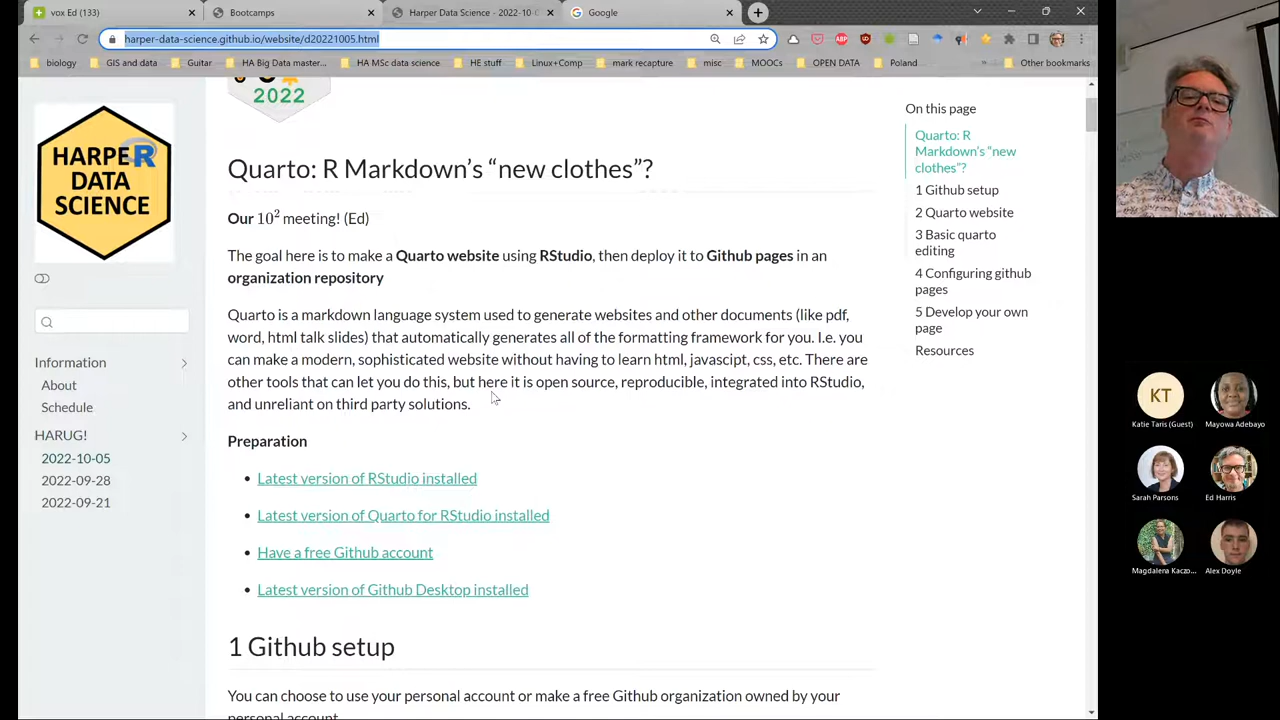 vox Ed (133)
Bootcamps
Harper Data Science - 2022-10
Google
harper-data-science.github.io/website/d20221005.html
biology
GIS and data
Guitar
HA Big Data master...
HA MSc data science
HE stuff
Linux+Comp
mark recapture
misc
MOOCs
OPEN DATA
Poland
Other bookmarks
2022
HARPER
DATA
SCIENCE
Information
About
Schedule
HARUG!
2022-10-05
2022-09-28
2022-09-21
Quarto: R Markdown's “new clothes”?
Our 10² meeting! (Ed)
The goal here is to make a Quarto website using RStudio, then deploy it to Github pages in an
organization repository
Quarto is a markdown language system used to generate websites and other documents (like pdf,
word, html talk slides) that automatically generates all of the formatting framework for you. I.e. you
can make a modern, sophisticated website without having to learn html, javascipt, css, etc. There are
other tools that can let you do this, but here it is open source, reproducible, integrated into RStudio,
and unreliant on third party solutions.
Preparation
• Latest version of RStudio installed
• Latest version of Quarto for RStudio installed
• Have a free Github account
• Latest version of Github Desktop installed
1 Github setup
You can choose to use your personal account or make a free Github organization owned by your
personal account.
On this page
Quarto: R
Markdown's “new
clothes”?
1 Github setup
2 Quarto website
3 Basic quarto
editing
4 Configuring github
pages
5 Develop your own
page
Resources
KT
Katie Taris (Guest)
Mayowa Adebayo
Sarah Parsons
Ed Harris
Magdalena Kaczo...
Alex Doyle